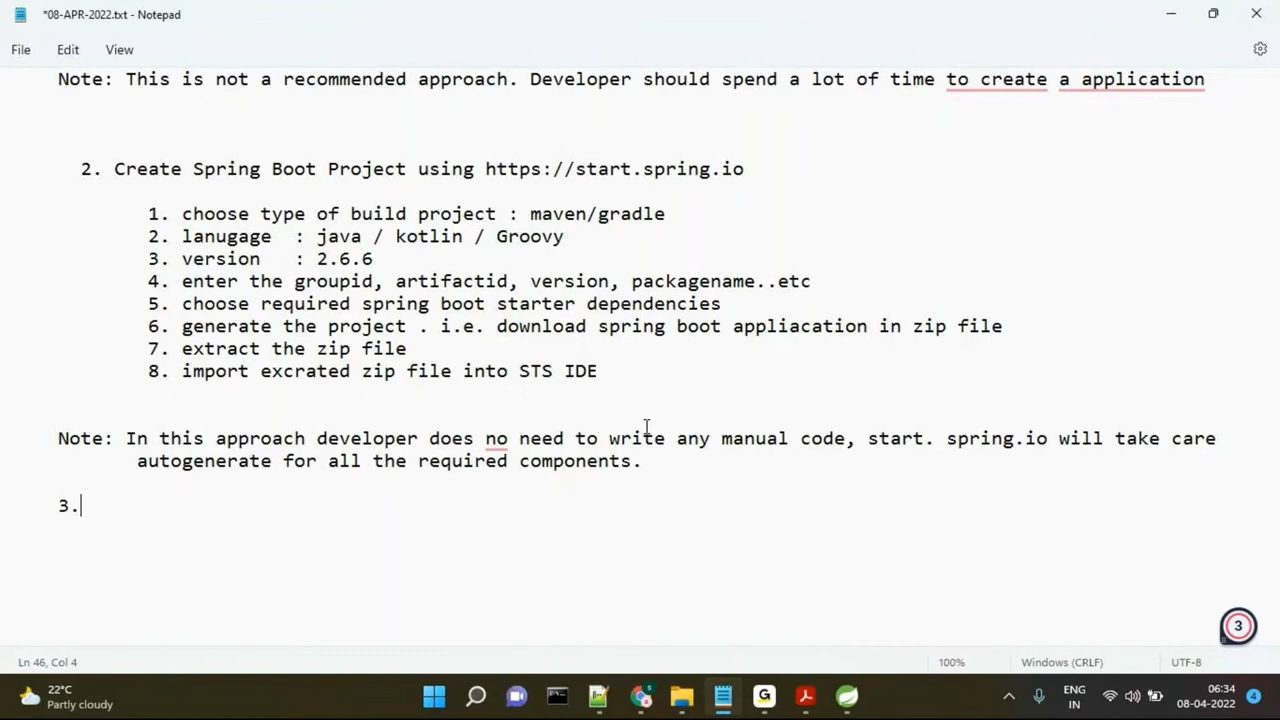 *08-APR-2022.txt - Notepad
File Edit View
Note: This is not a recommended approach. Developer should spend a lot of time to create a application
2. Create Spring Boot Project using https://start.spring.io
1. choose type of build project : maven/gradle
2. lanugage : java / kotlin / Groovy
3. version : 2.6.6
4. enter the groupid, artifactid, version, packagename..etc
5. choose required spring boot starter dependencies
6. generate the project . i.e. download spring boot appliacation in zip file
7. extract the zip file
8. import excrated zip file into STS IDE
Note: In this approach developer does no need to write any manual code, start. spring.io will take care
autogenerate for all the required components.
3.
3
Ln 46, Col 4 100% Windows (CRLF) UTF-8
22°C
Partly cloudy
G
ENG
IN
06:34
08-04-2022
4